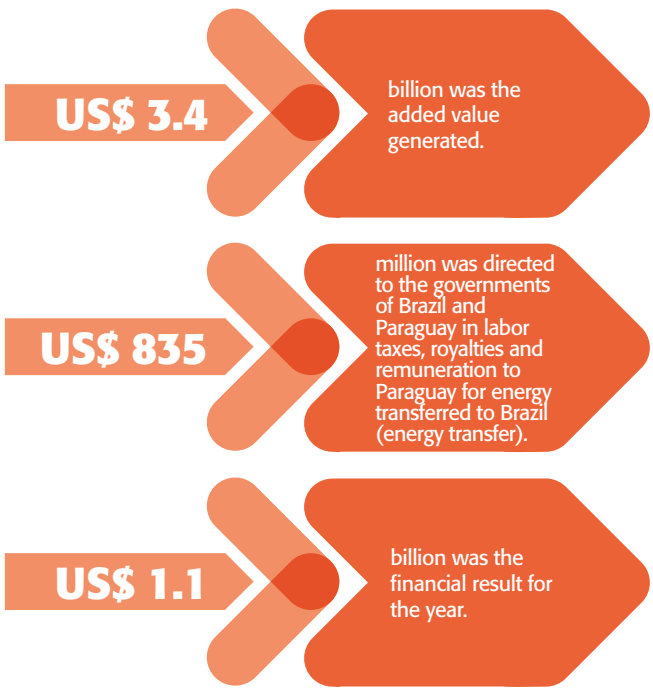 US$ 3.4
billion was the
added value
generated.
US$ 835
million was directed
to the governments
of Brazil and
Paraguay in labor
taxes, royalties and
remuneration to
Paraguay for energy
transferred to Brazil
(energy transfer).
US$ 1.1
billion was the
financial result for
the year.